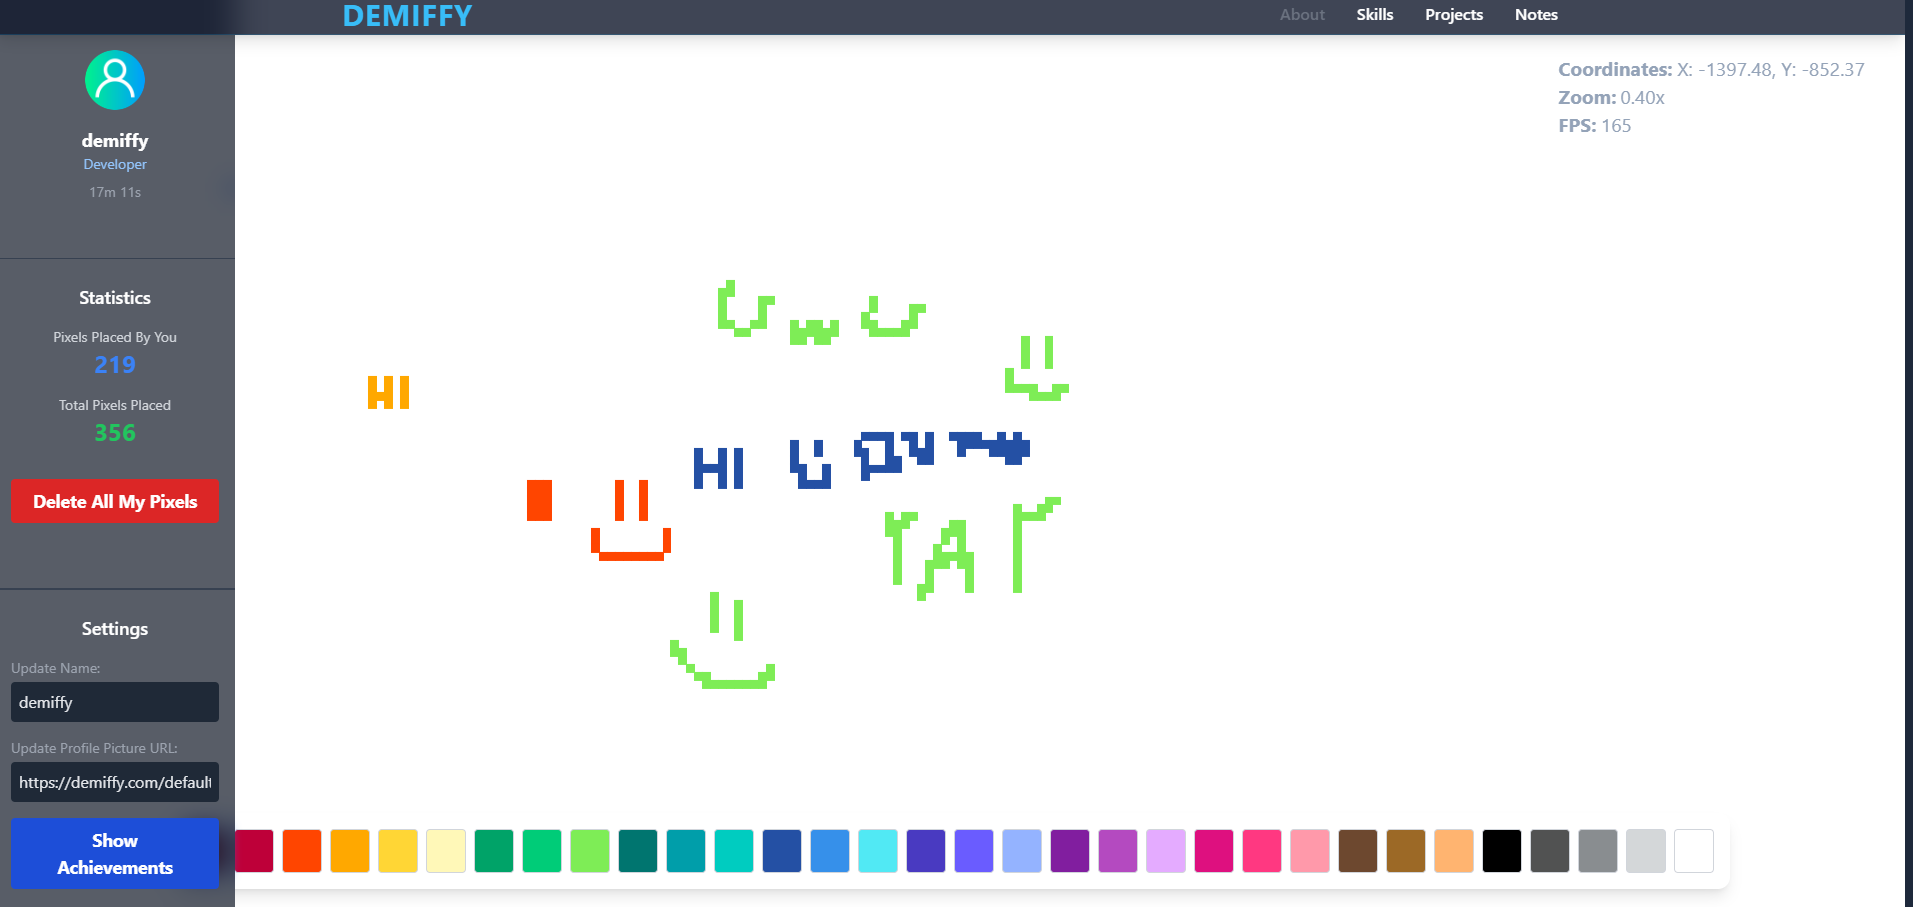 DEMIFFY
About Skills Projects Notes
demiffy
Developer
17m 11s
Statistics
Pixels Placed By You
219
Total Pixels Placed
356
Delete All My Pixels
Settings
Update Name:
demiffy
Update Profile Picture URL:
https://demiffy.com/default
Show
Achievements
Coordinates: X: -1397.48, Y: -852.37
Zoom: 0.40x
FPS: 165
UwU
HI
HI